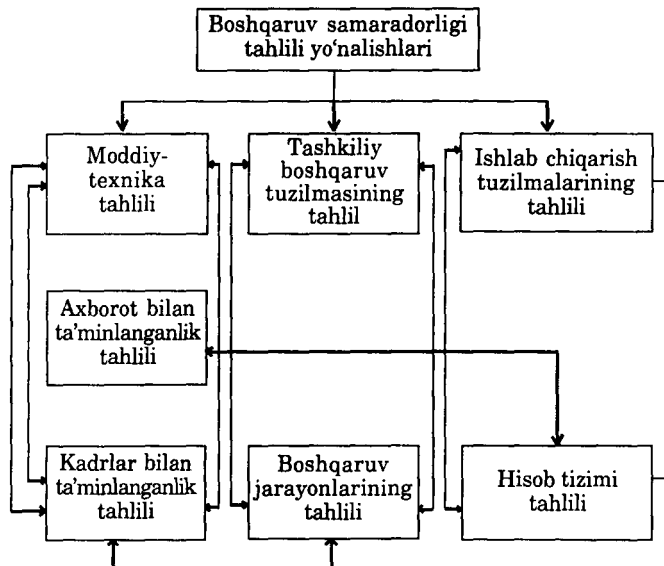 Boshqaruv samaradorligi
tahlili yo‘nalishlari
Moddiy-
texnika
tahlili
Tashkiliy
boshqaruv
tuzilmasining
tahlil
Ishlab chiqarish
tuzilmalarining
tahlili
Axborot bilan
ta’minlanganlik
tahlili
Kadrlar bilan
ta’minlanganlik
tahlili
Boshqaruv
jarayonlarining
tahlili
Hisob tizimi
tahlili